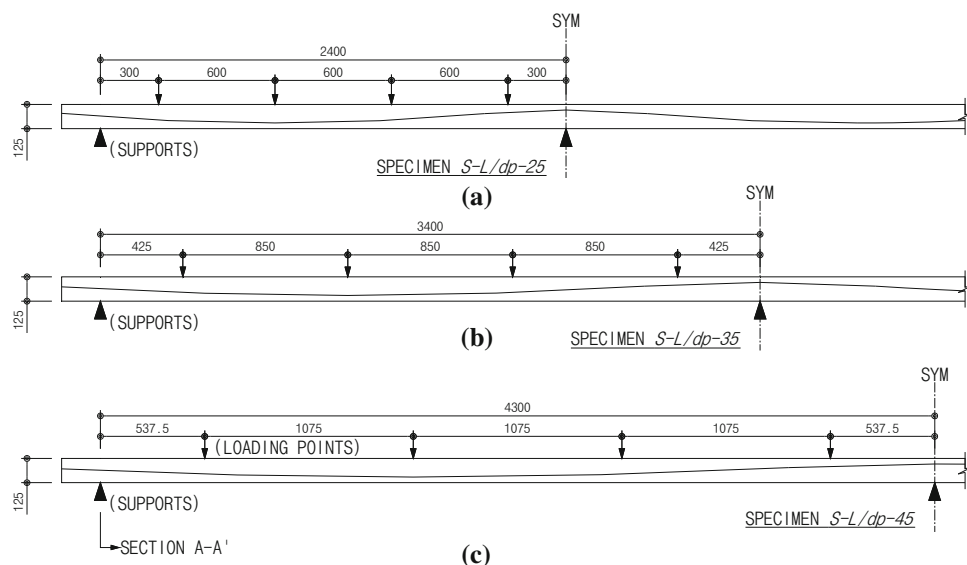 SYM
2400
300 600 600 600 300
125
(SUPPORTS)
SPECIMEN S-L/dp-25
(a)
SYM
3400
425 850 850 850 425
125
(SUPPORTS)
SPECIMEN S-L/dp-35
(b)
SYM
4300
537.5 1075 1075 1075 537.5
(LOADING POINTS)
125
(SUPPORTS)
SPECIMEN S-L/dp-45
SECTION A-A'
(c)